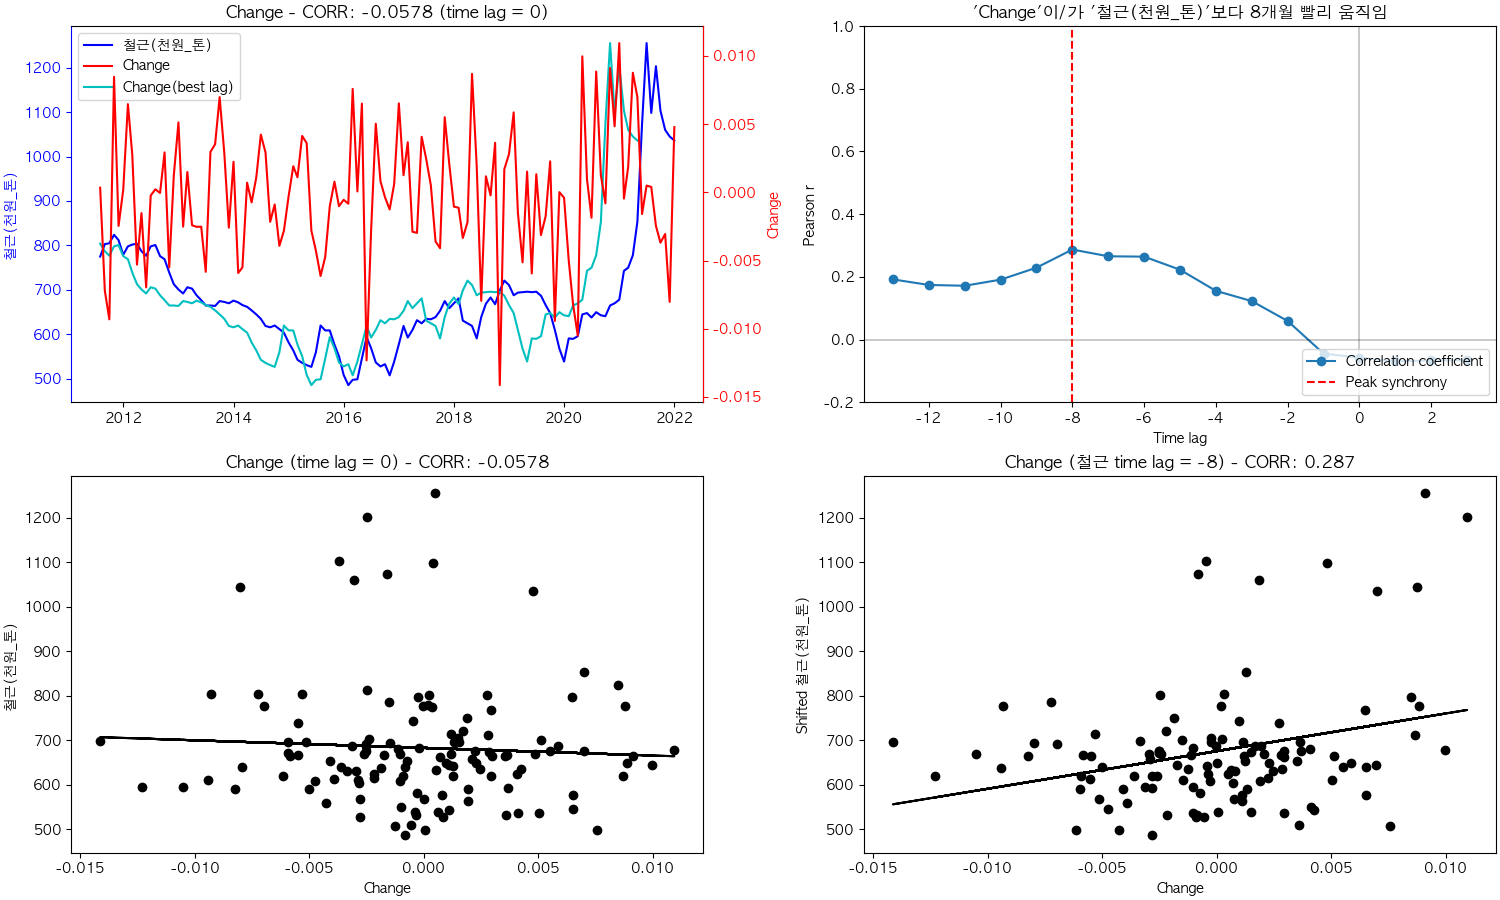 Change - CORR: -0.0578 (time lag = 0)
철근(천원_톤)
Change
Change(best lag)
1200
1100
1000
900
800
700
600
500
철근(천원_톤)
0.010
0.005
0.000
-0.005
-0.010
-0.015
Change
2012 2014 2016 2018 2020 2022
'Change'이/가 '철근(천원_톤)'보다 8개월 빨리 움직임
1.0
0.8
0.6
0.4
0.2
0.0
-0.2
Pearson r
Correlation coefficient
Peak synchrony
-12 -10 -8 -6 -4 -2 0 2
Time lag
Change (time lag = 0) - CORR: -0.0578
1200
1100
1000
900
800
700
600
500
철근(천원_톤)
-0.015 -0.010 -0.005 0.000 0.005 0.010
Change
Change (철근 time lag = -8) - CORR: 0.287
1200
1100
1000
900
800
700
600
500
Shifted 철근(천원_톤)
-0.015 -0.010 -0.005 0.000 0.005 0.010
Change